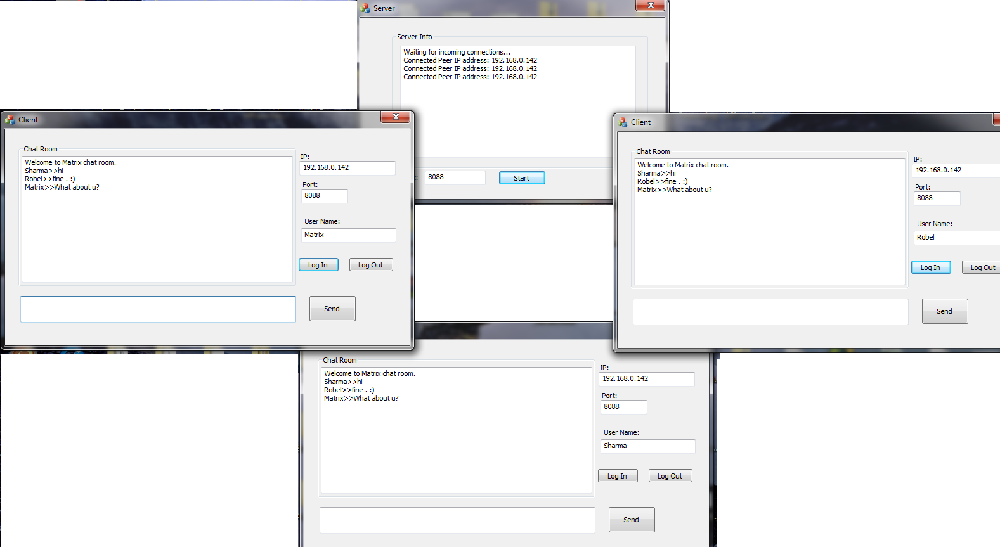 Server
Server Info
Waiting for incoming connections...
Connected Peer IP address: 192.168.0.142
Connected Peer IP address: 192.168.0.142
Connected Peer IP address: 192.168.0.142
8088
Start
Client
Chat Room
Welcome to Matrix chat room.
Sharma>>hi
Robel>>fine . :)
Matrix>>What about u?
IP:
192.168.0.142
Port:
8088
User Name:
Matrix
Log In
Log Out
Send
Client
Chat Room
Welcome to Matrix chat room.
Sharma>>hi
Robel>>fine . :)
Matrix>>What about u?
IP:
192.168.0.142
Port:
8088
User Name:
Robel
Log In
Log Out
Send
Chat Room
Welcome to Matrix chat room.
Sharma>>hi
Robel>>fine . :)
Matrix>>What about u?
IP:
192.168.0.142
Port:
8088
User Name:
Sharma
Log In
Log Out
Send